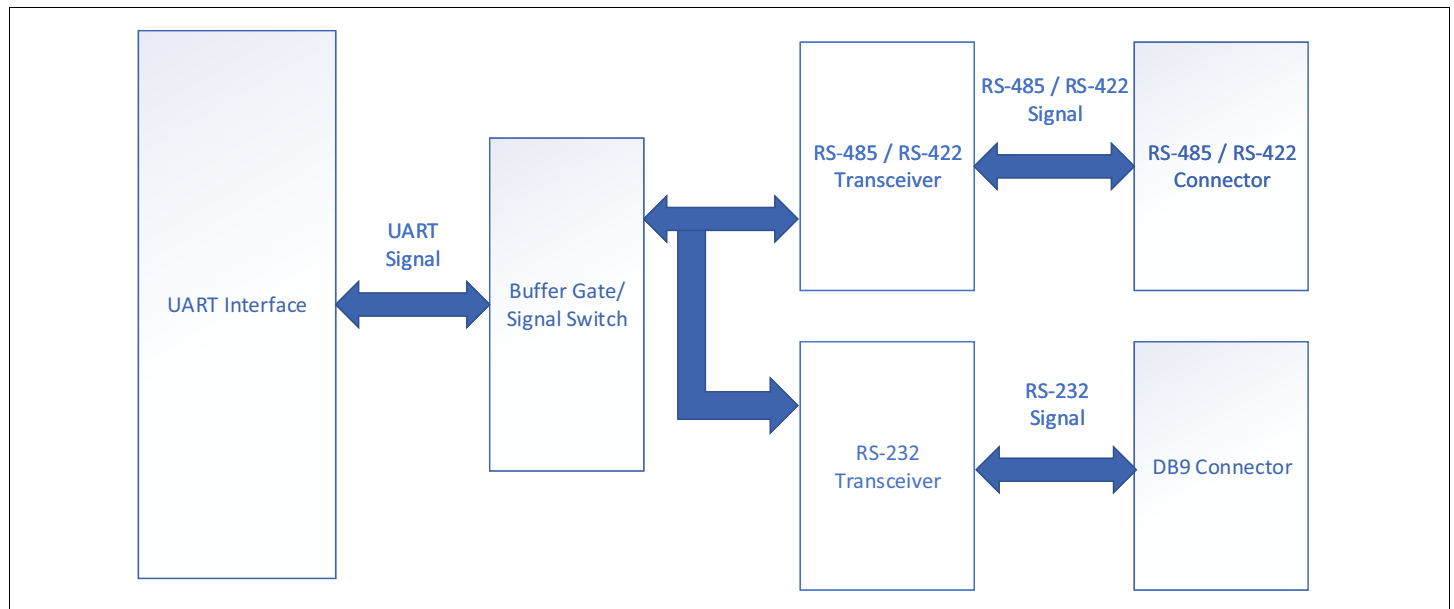 UART Interface
UART
Signal
Buffer Gate/
Signal Switch
RS-485 / RS-422
Transceiver
RS-485 / RS-422
Signal
RS-485 / RS-422
Connector
RS-232
Transceiver
RS-232
Signal
DB9 Connector